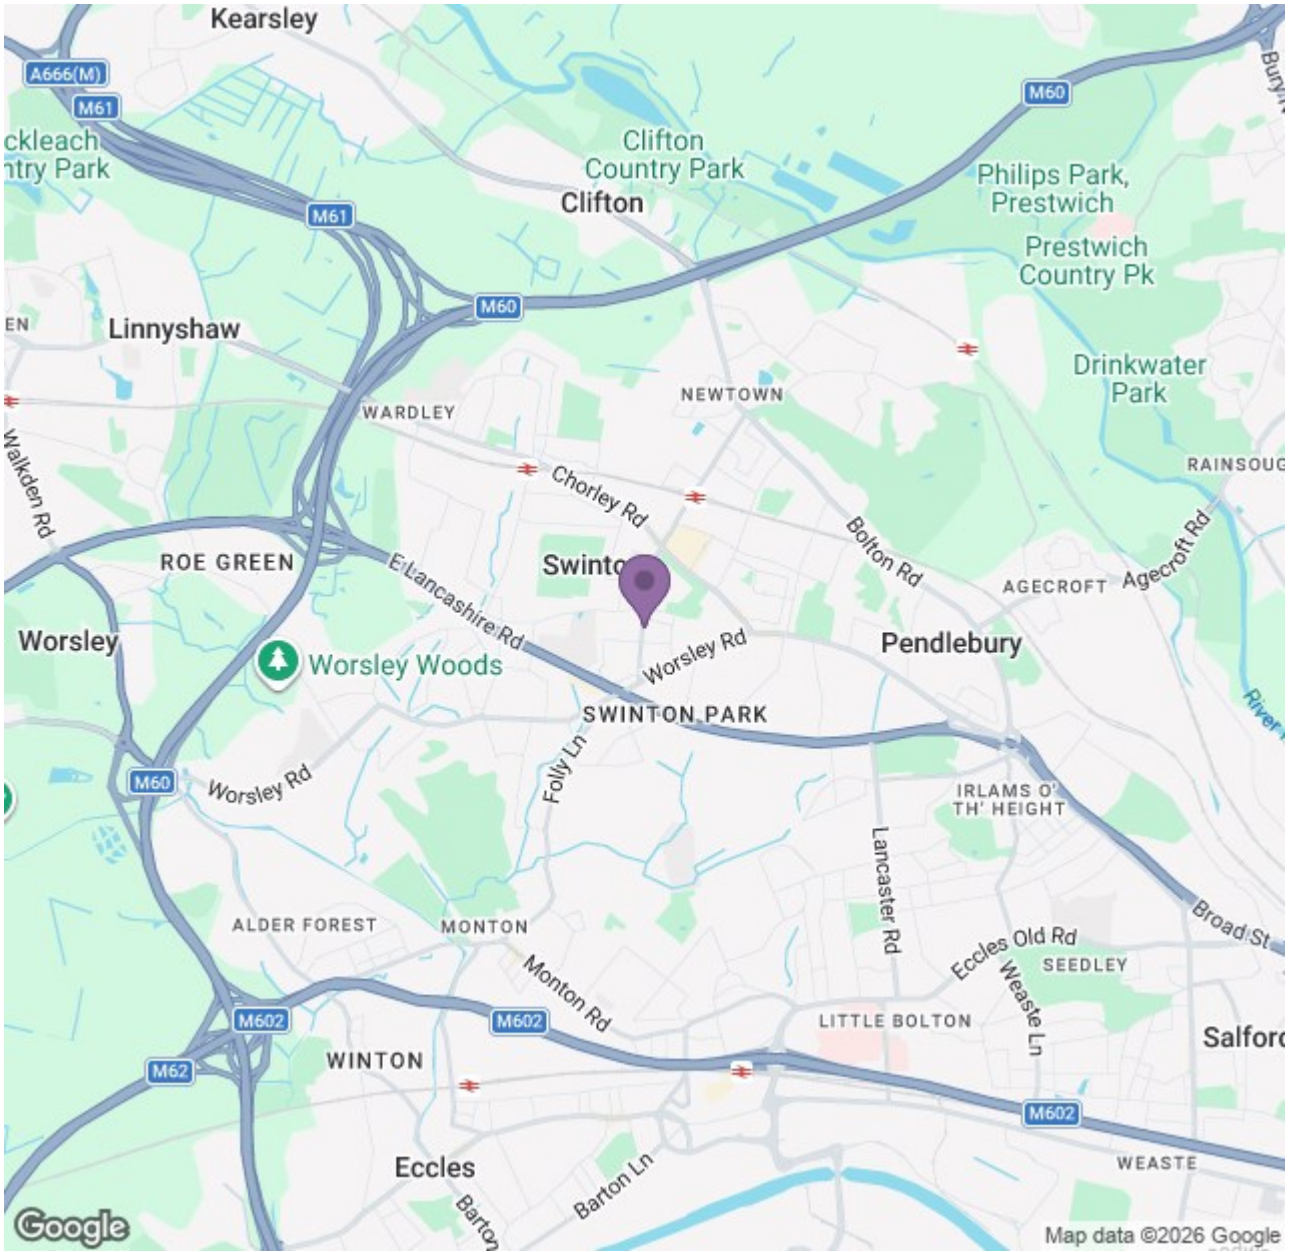 Kearsley
A666(M)
M61
M60
Bury N
ckleach
ntry Park
Clifton
Country Park
Philips Park,
Prestwich
Clifton
M61
Prestwich
Country Pk
M60
EN
Linnyshaw
Drinkwater
Park
NEWTOWN
WARDLEY
Walkden Rd
RAINSOUG
Chorley Rd
Bolton Rd
Agecroft Rd
ROE GREEN
E Lancashire Rd
Swinto
AGECROFT
Worsley
Worsley Woods
Worsley Rd
Pendlebury
SWINTON PARK
River
Folly Ln
M60
Worsley Rd
IRLAMS O'
TH' HEIGHT
Lancaster Rd
ALDER FOREST
MONTON
Broad St
Eccles Old Rd
SEEDLEY
Monton Rd
Weaste Ln
M602
M602
LITTLE BOLTON
Salford
WINTON
M62
M602
Eccles
WEASTE
Barton Ln
Barton
Google
Map data ©2026 Google